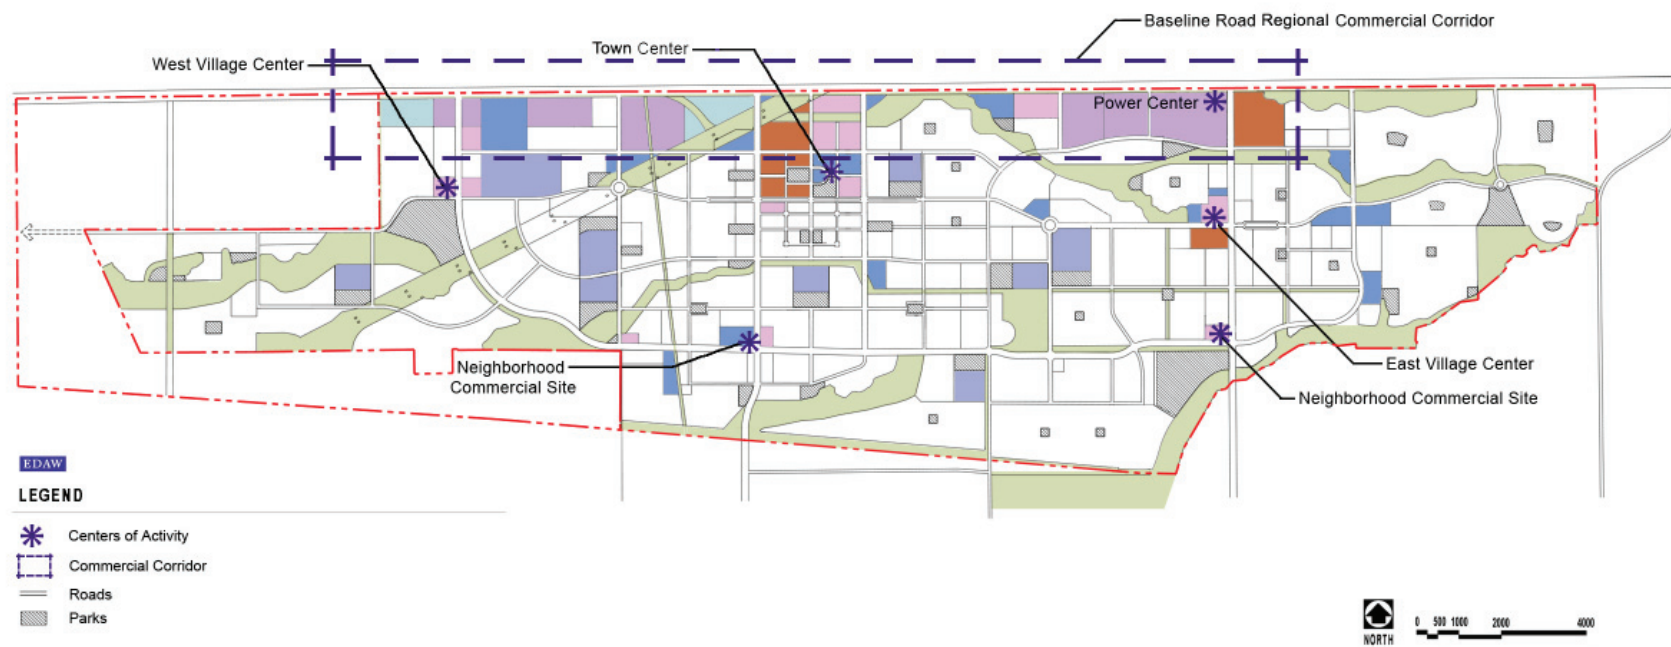 Baseline Road Regional Commercial Corridor
Town Center
West Village Center
Power Center
Neighborhood
Commercial Site
East Village Center
Neighborhood Commercial Site
EDAW
LEGEND
Centers of Activity
Commercial Corridor
Roads
Parks
NORTH
0 500 1000 2000 4000